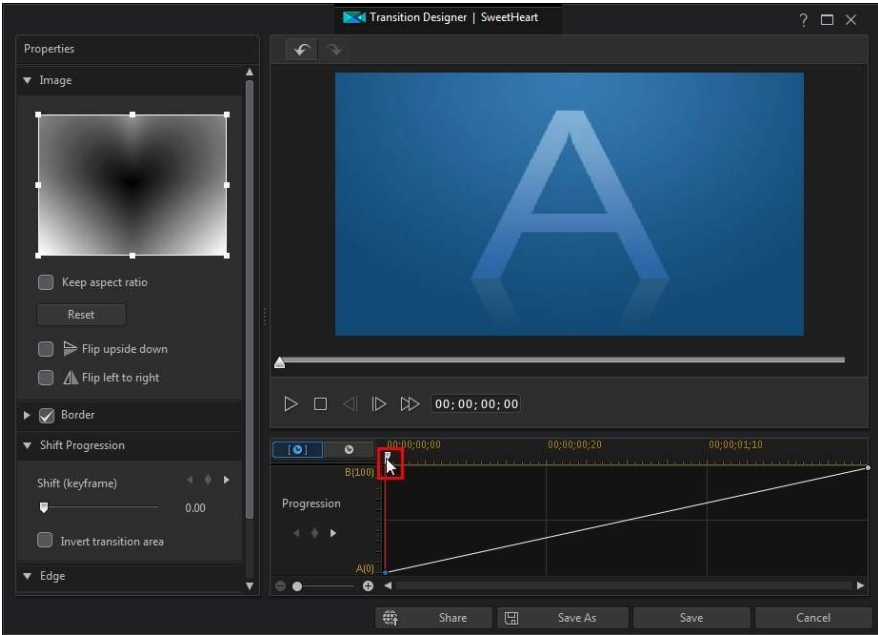 Transition Designer | SweetHeart
?
Properties
Image
Keep aspect ratio
Reset
Flip upside down
Flip left to right
Border
Shift Progression
Shift (keyframe)
0.00
Invert transition area
Edge
A
00;00;00;00
00;00;00;00
00;00;00;20
00;00;01;10
B(100)
Progression
A(0)
Share
Save As
Save
Cancel